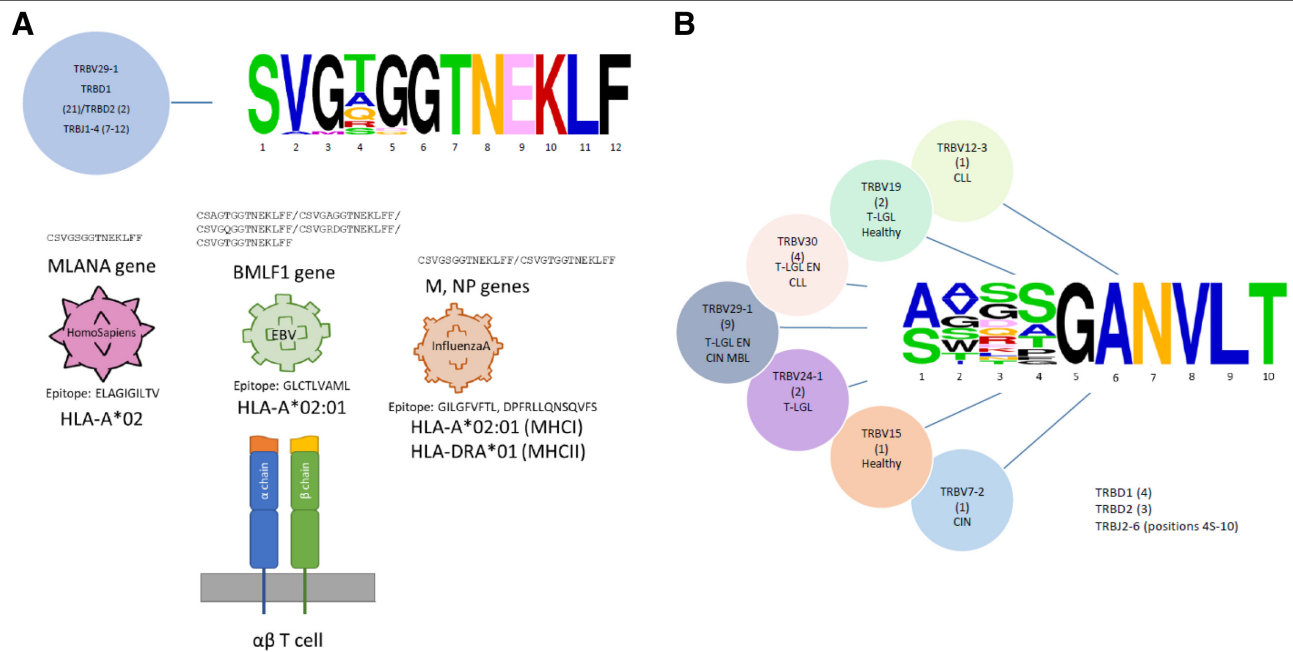 A
TRBV29-1
TRBD1
(21)/TRBD2 (2)
TRBJ1-4 (7-12)
SVGTGGTNEKLF
A
Q
R
S
1 2 3 4 5 6 7 8 9 10 11 12
CSVGSGGTNEKLFF
MLANA gene
HomoSapiens
Epitope: ELAGIGILTV
HLA-A*02
CSAGTGGTNEKLFF/CSVGAGGTNEKLFF/
CSVGQGGTNEKLFF/CSVGRDGTNEKLFF/
CSVGTGGTNEKLFF
BMLF1 gene
EBV
Epitope: GLCTLVAML
HLA-A*02:01
CSVGSGGTNEKLFF/CSVGTGGTNEKLFF
M, NP genes
InfluenzaA
Epitope: GILGFVFTL, DPFRLLQNSQVFS
HLA-A*02:01 (MHCI)
HLA-DRA*01 (MHCII)
α chain
β chain
αβ T cell
B
TRBV12-3
(1)
CLL
TRBV19
(2)
T-LGL
Healthy
TRBV30
(4)
T-LGL EN
CLL
TRBV29-1
(9)
T-LGL EN
CIN MBL
TRBV24-1
(2)
T-LGL
TRBV15
(1)
Healthy
TRBV7-2
(1)
CIN
AASSGANVLT
S G G A
W R T
1 2 3 4 5 6 7 8 9 10
TRBD1 (4)
TRBD2 (3)
TRBJ2-6 (positions 4S-10)